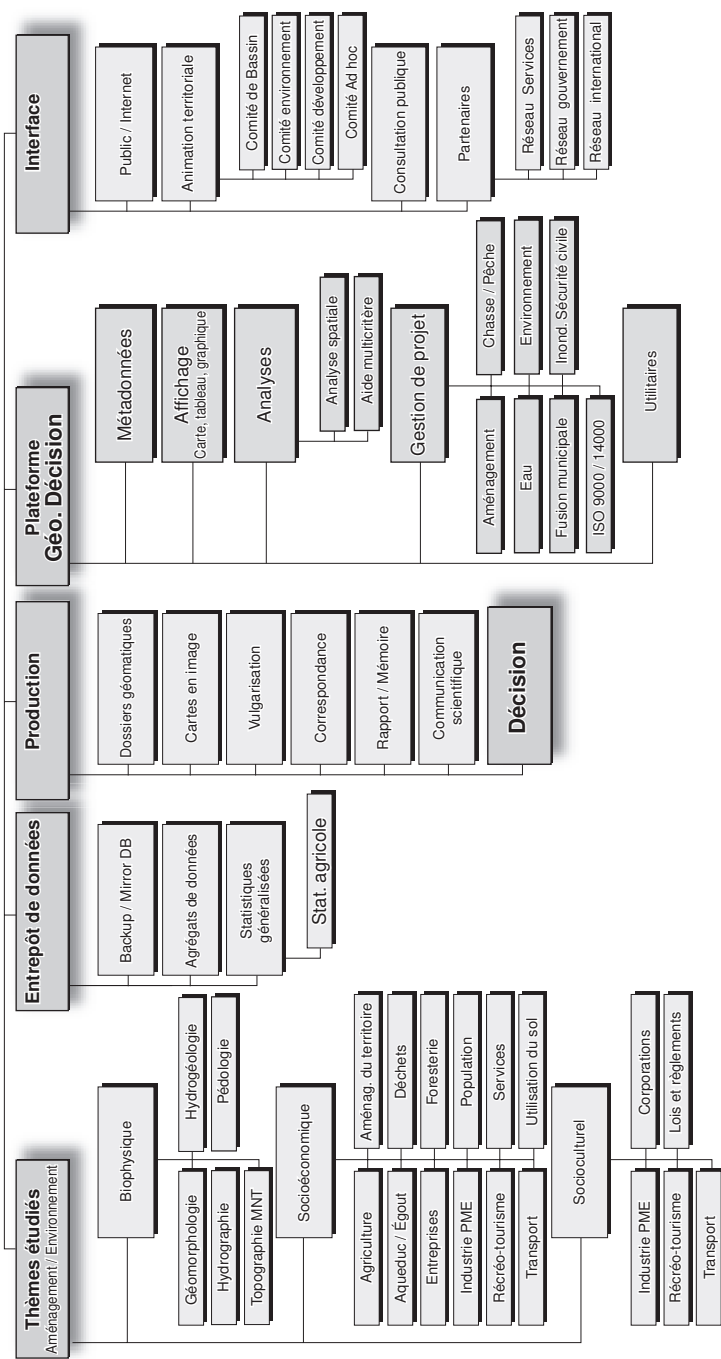 Thèmes étudiés
Aménagement / Environnement
Biophysique
Géomorphologie
Hydrogéologie
Hydrographie
Pédologie
Topographie MNT
Socioéconomique
Agriculture
Aménag. du territoire
Aqueduc / Égout
Déchets
Entreprises
Foresterie
Industrie PME
Population
Récréo-tourisme
Services
Transport
Utilisation du sol
Socioculturel
Industrie PME
Corporations
Récréo-tourisme
Lois et règlements
Transport
Entrepôt de données
Backup / Mirror DB
Agrégats de données
Statistiques
généralisées
Stat. agricole
Production
Dossiers géomatiques
Cartes en image
Vulgarisation
Correspondance
Rapport / Mémoire
Communication
scientifique
Décision
Plateforme
Géo. Décision
Métadonnées
Affichage
Carte, tableau, graphique
Analyses
Analyse spatiale
Aide multicritère
Gestion de projet
Aménagement
Chasse / Pêche
Eau
Environnement
Fusion municipale
Inond. Sécurité civile
ISO 9000 / 14000
Utilitaires
Interface
Public / Internet
Animation territoriale
Comité de Bassin
Comité environnement
Comité développement
Comité Ad hoc
Consultation publique
Partenaires
Réseau Services
Réseau gouvernement
Réseau international